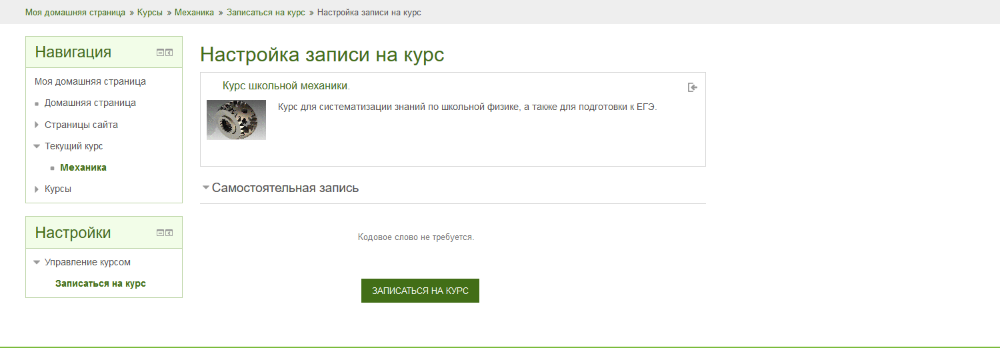 Моя домашняя страница » Курсы » Механика » Записаться на курс » Настройка записи на курс
Навигация
Моя домашняя страница
Домашняя страница
Страницы сайта
Текущий курс
Механика
Курсы
Настройки
Управление курсом
Записаться на курс
Настройка записи на курс
Курс школьной механики.
Курс для систематизации знаний по школьной физике, а также для подготовки к ЕГЭ.
Самостоятельная запись
Кодовое слово не требуется.
ЗАПИСАТЬСЯ НА КУРС